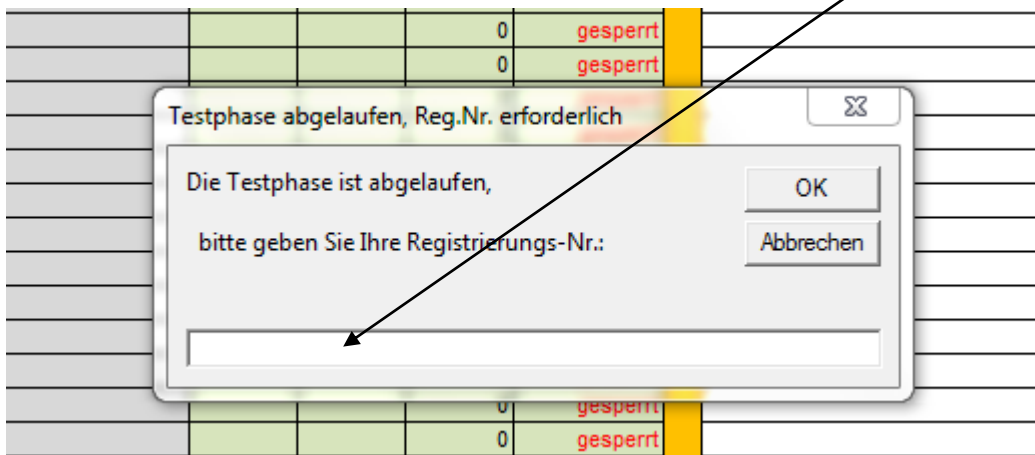 0 gesperrt
0 gesperrt
Testphase abgelaufen, Reg.Nr. erforderlich
Die Testphase ist abgelaufen,
OK
bitte geben Sie Ihre Registrierungs-Nr.:
Abbrechen
0 gesperrt
0 gesperrt